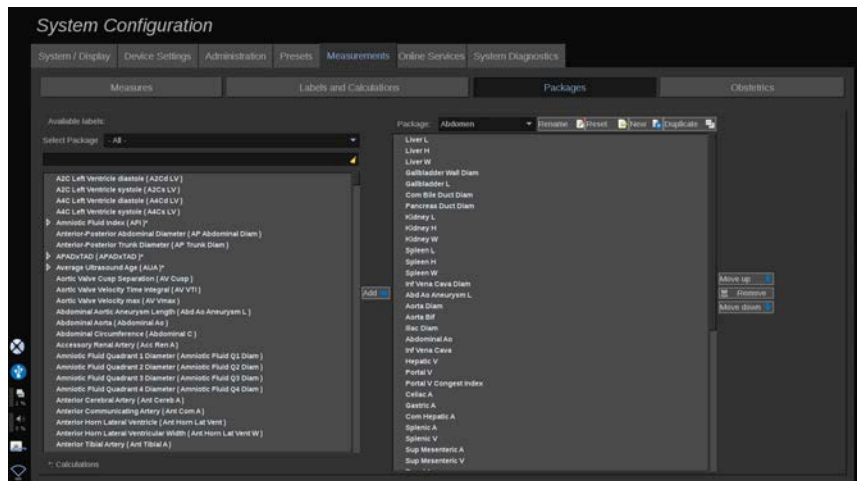 System Configuration
System / Display Device Settings Administration Presets Measurements Online Services System Diagnostics
Measures Labels and Calculations Packages Obstetrics
Available labels:
Select Package - All -
A2C Left Ventricle diastole ( A2Cd LV )
A2C Left Ventricle systole ( A2Cs LV )
A4C Left Ventricle diastole ( A4Cd LV )
A4C Left Ventricle systole ( A4Cs LV )
Amniotic Fluid Index ( AFI )*
Anterior-Posterior Abdominal Diameter ( AP Abdominal Diam )
Anterior-Posterior Trunk Diameter ( AP Trunk Diam )
APADxTAD ( APADxTAD )*
Average Ultrasound Age ( AUA )*
Aortic Valve Cusp Separation ( AV Cusp )
Aortic Valve Velocity Time Integral ( AV VTI )
Aortic Valve Velocity max ( AV Vmax )
Abdominal Aortic Aneurysm Length ( Abd Ao Aneurysm L )
Abdominal Aorta ( Abdominal Ao )
Abdominal Circumference ( Abdominal C )
Accessory Renal Artery ( Acc Ren A )
Amniotic Fluid Quadrant 1 Diameter ( Amniotic Fluid Q1 Diam )
Amniotic Fluid Quadrant 2 Diameter ( Amniotic Fluid Q2 Diam )
Amniotic Fluid Quadrant 3 Diameter ( Amniotic Fluid Q3 Diam )
Amniotic Fluid Quadrant 4 Diameter ( Amniotic Fluid Q4 Diam )
Anterior Cerebral Artery ( Ant Cereb A )
Anterior Communicating Artery ( Ant Com A )
Anterior Horn Lateral Ventricle ( Ant Horn Lat Vent )
Anterior Horn Lateral Ventricular Width ( Ant Horn Lat Vent W )
Anterior Tibial Artery ( Ant Tibial A )
*: Calculations
Add
Package: Abdomen Rename Reset New Duplicate
Liver L
Liver H
Liver W
Gallbladder Wall Diam
Gallbladder L
Com Bile Duct Diam
Pancreas Duct Diam
Kidney L
Kidney H
Kidney W
Spleen L
Spleen H
Spleen W
Inf Vena Cava Diam
Abd Ao Aneurysm L
Aorta Diam
Aorta Bif
Iliac Diam
Abdominal Ao
Inf Vena Cava
Hepatic V
Portal V
Portal V Congest Index
Celiac A
Gastric A
Com Hepatic A
Splenic A
Splenic V
Sup Mesenteric A
Sup Mesenteric V
Move up
Remove
Move down